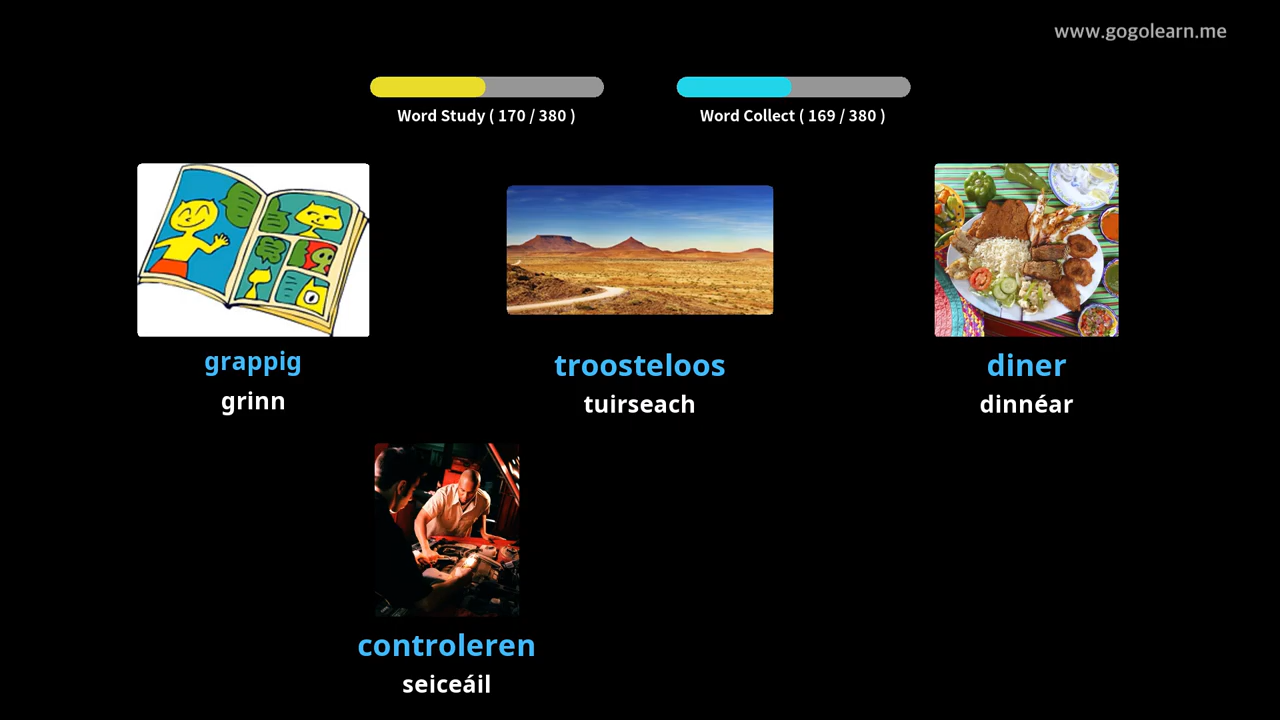 www.gogolearn.me
Word Study ( 170 / 380 )
Word Collect ( 169 / 380 )
grappig
grinn
troosteloos
tuirseach
diner
dinnéar
controleren
seiceáil